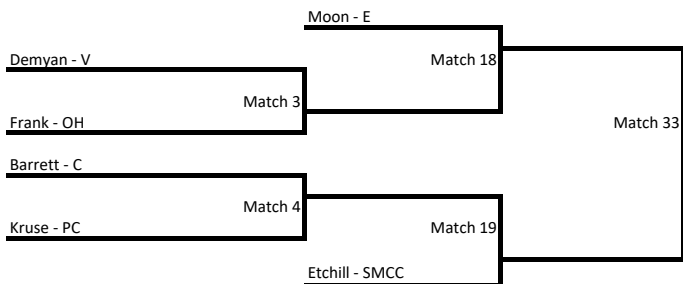 Moon - E
Demyan - V
Match 18
Match 3
Frank - OH
Match 33
Barrett - C
Match 4
Kruse - PC
Match 19
Etchill - SMCC